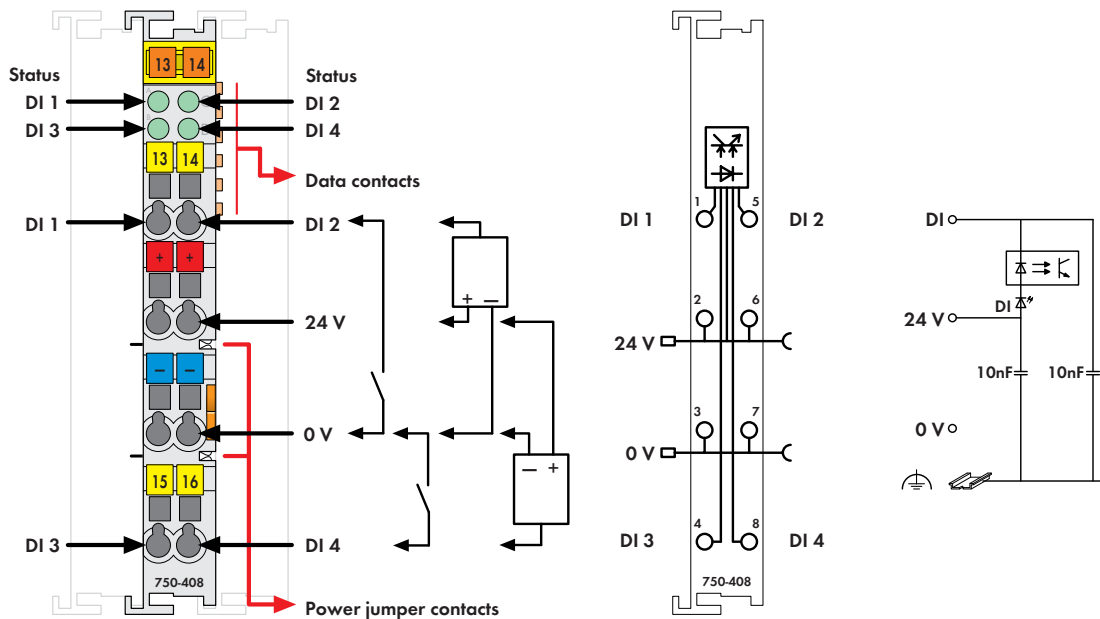 13 14
Status
Status
DI 1
DI 2
DI 3
DI 4
13 14
Data contacts
DI 1
DI 2
+ +
+ −
24 V
− −
0 V
− +
15 16
DI 3
DI 4
750-408
Power jumper contacts
1 5
DI 1
DI 2
2 6
24 V
3 7
0 V
4 8
DI 3
DI 4
750-408
DI
DI
24 V
10nF
10nF
0 V